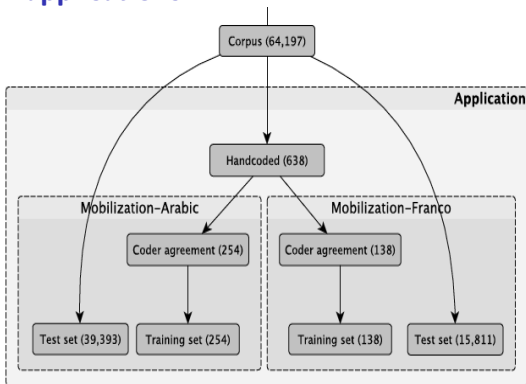 Corpus (64,197)
Application
Handcoded (638)
Mobilization-Arabic
Mobilization-Franco
Coder agreement (254)
Coder agreement (138)
Test set (39,393)
Training set (254)
Training set (138)
Test set (15,811)